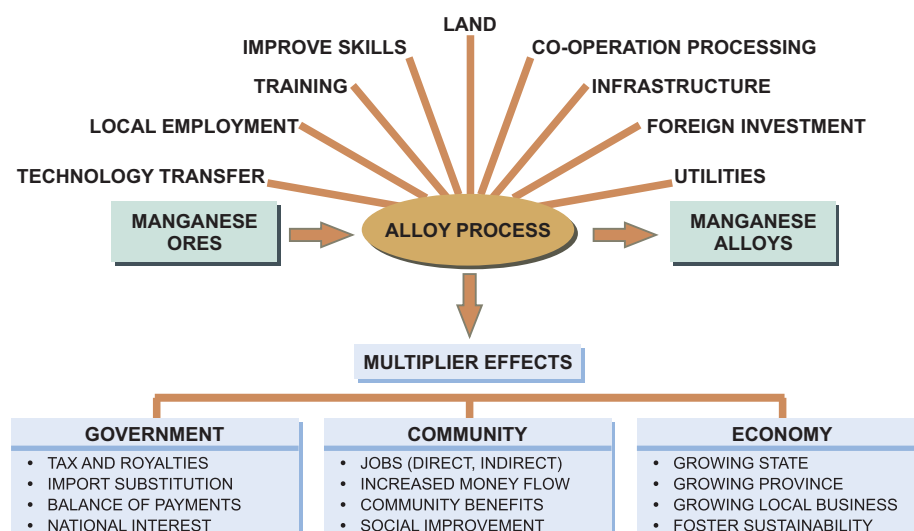 LAND
IMPROVE SKILLS
CO-OPERATION PROCESSING
TRAINING
INFRASTRUCTURE
LOCAL EMPLOYMENT
FOREIGN INVESTMENT
TECHNOLOGY TRANSFER
UTILITIES
MANGANESE
ORES
ALLOY PROCESS
MANGANESE
ALLOYS
MULTIPLIER EFFECTS
GOVERNMENT
• TAX AND ROYALTIES
• IMPORT SUBSTITUTION
• BALANCE OF PAYMENTS
• NATIONAL INTEREST
COMMUNITY
• JOBS (DIRECT, INDIRECT)
• INCREASED MONEY FLOW
• COMMUNITY BENEFITS
• SOCIAL IMPROVEMENT
ECONOMY
• GROWING STATE
• GROWING PROVINCE
• GROWING LOCAL BUSINESS
• FOSTER SUSTAINABILITY